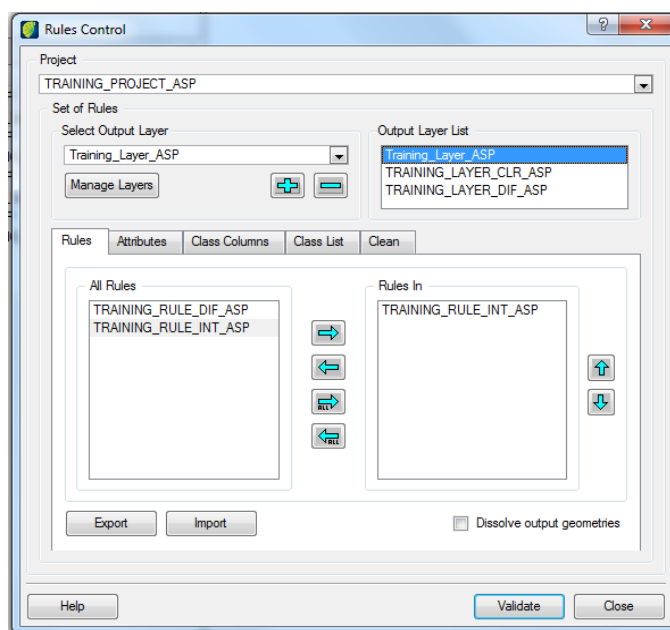 Rules Control
Project
TRAINING_PROJECT_ASP
Set of Rules
Select Output Layer
Training_Layer_ASP
Manage Layers
Output Layer List
Training_Layer_ASP
TRAINING_LAYER_CLR_ASP
TRAINING_LAYER_DIF_ASP
Rules Attributes Class Columns Class List Clean
All Rules
TRAINING_RULE_DIF_ASP
TRAINING_RULE_INT_ASP
ALL
ALL
Rules In
TRAINING_RULE_INT_ASP
Export Import Dissolve output geometries
Help Validate Close